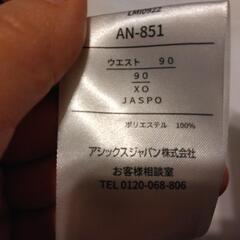 LMI0922
AN-851
ウエスト 90
90
XO
JASPO
ポリエステル 100%
アシックスジャパン株式会社
お客様相談室
TEL 0120-068-806